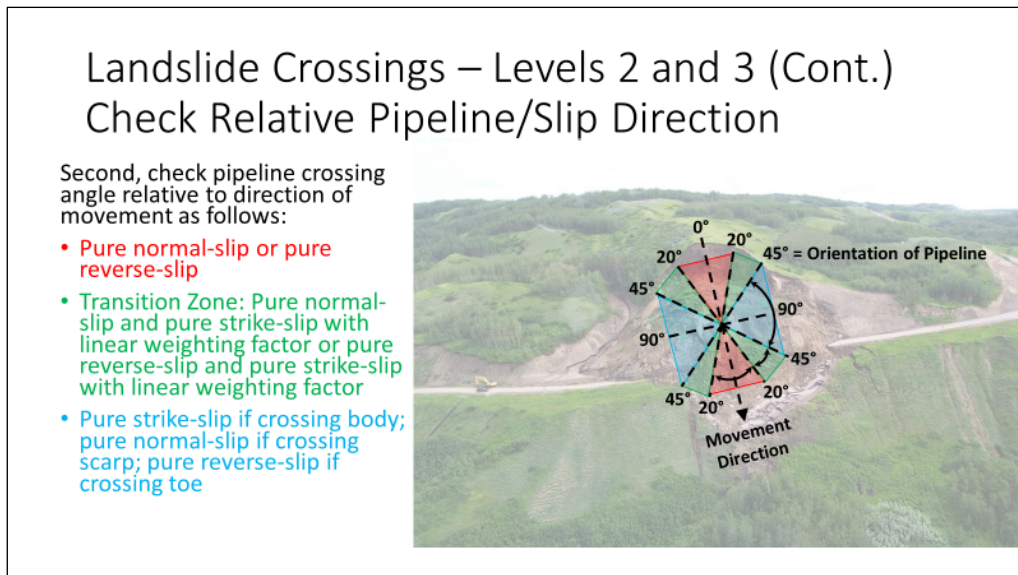 Landslide Crossings – Levels 2 and 3 (Cont.)
Check Relative Pipeline/Slip Direction
Second, check pipeline crossing
angle relative to direction of
movement as follows:
• Pure normal-slip or pure
reverse-slip
• Transition Zone: Pure normal-
slip and pure strike-slip with
linear weighting factor or pure
reverse-slip and pure strike-slip
with linear weighting factor
• Pure strike-slip if crossing body;
pure normal-slip if crossing
scarp; pure reverse-slip if
crossing toe
0°
20°
20°
45° = Orientation of Pipeline
45°
90°
90°
45°
45°
20°
20°
Movement
Direction